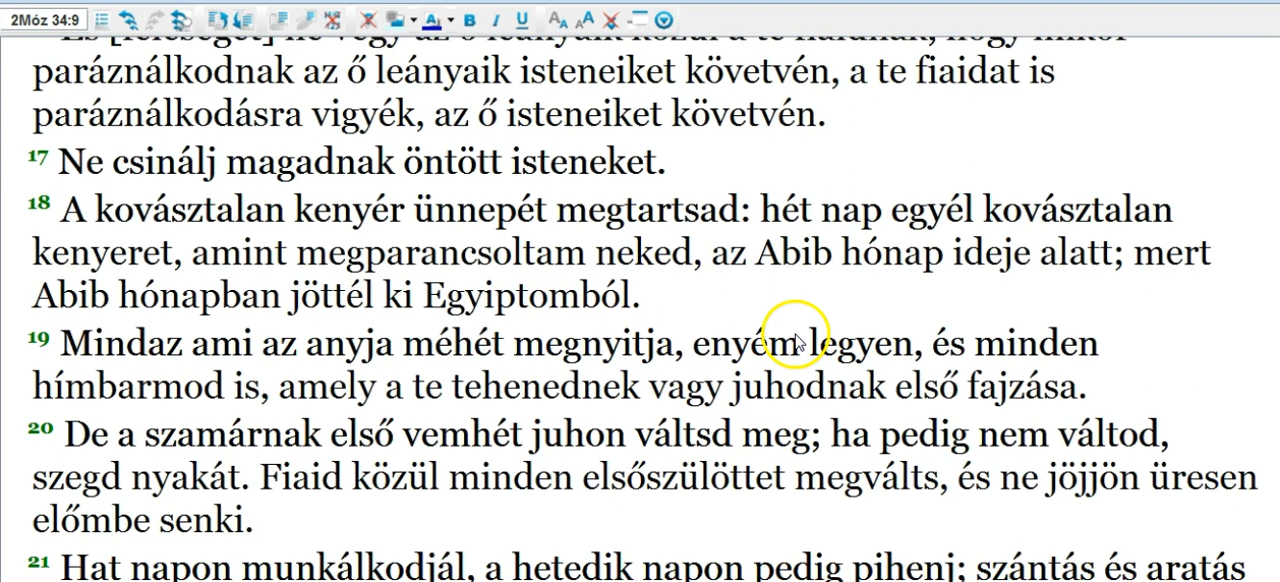 2Móz 34:9
paráználkodnak az ő leányaik isteneiket követvén, a te fiaidat is
paráználkodásra vigyék, az ő isteneiket követvén.
17 Ne csinálj magadnak öntött isteneket.
18 A kovásztalan kenyér ünnepét megtartsad: hét nap egyél kovásztalan
kenyeret, amint megparancsoltam neked, az Abib hónap ideje alatt; mert
Abib hónapban jöttél ki Egyiptomból.
19 Mindaz ami az anyja méhét megnyitja, enyém legyen, és minden
hímbarmod is, amely a te tehenednek vagy juhodnak első fajzása.
20 De a szamárnak első vemhét juhon váltsd meg; ha pedig nem váltod,
szegd nyakát. Fiaid közül minden elsőszülöttet megválts, és ne jöjjön üresen
előmbe senki.
21 Hat napon munkálkodjál, a hetedik napon pedig pihenj; szántás és aratás